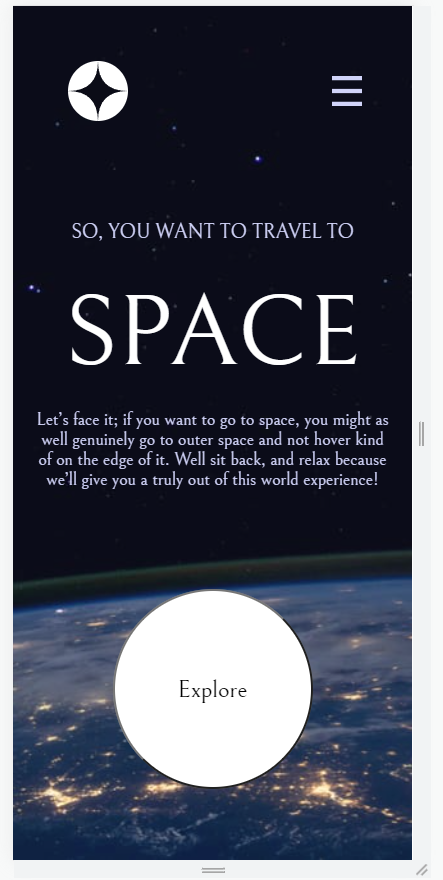 SO, YOU WANT TO TRAVEL TO
SPACE
Let's face it; if you want to go to space, you might as
well genuinely go to outer space and not hover kind
of on the edge of it. Well sit back, and relax because
we'll give you a truly out of this world experience!
Explore